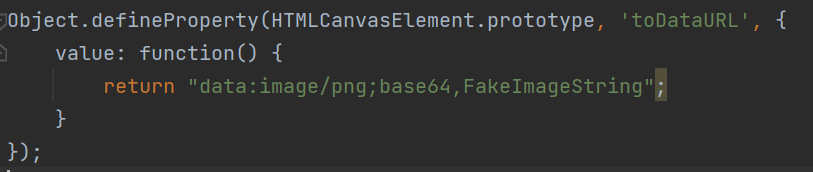 Object.defineProperty(HTMLCanvasElement.prototype, 'toDataURL', {
    value: function() {
        return "data:image/png;base64,FakeImageString";
    }
});